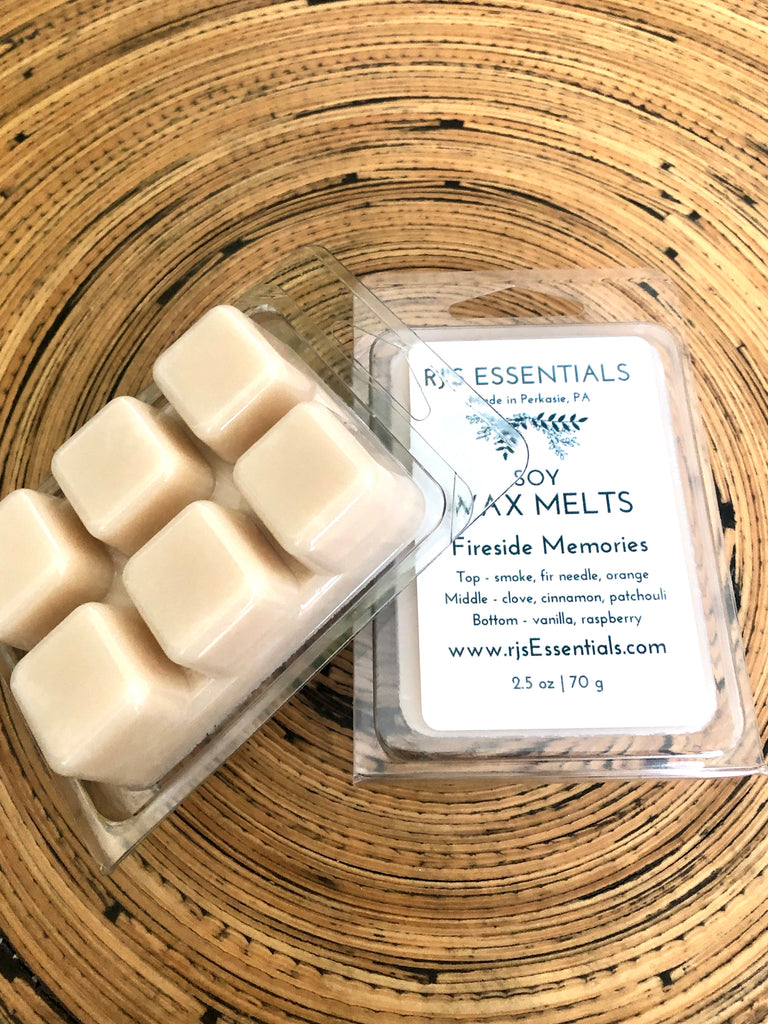 RJ'S ESSENTIALS
Made in Perkasie, PA
SOY
WAX MELTS
Fireside Memories
Top - smoke, fir needle, orange
Middle - clove, cinnamon, patchouli
Bottom - vanilla, raspberry
www.rjsEssentials.com
2.5 oz | 70 g